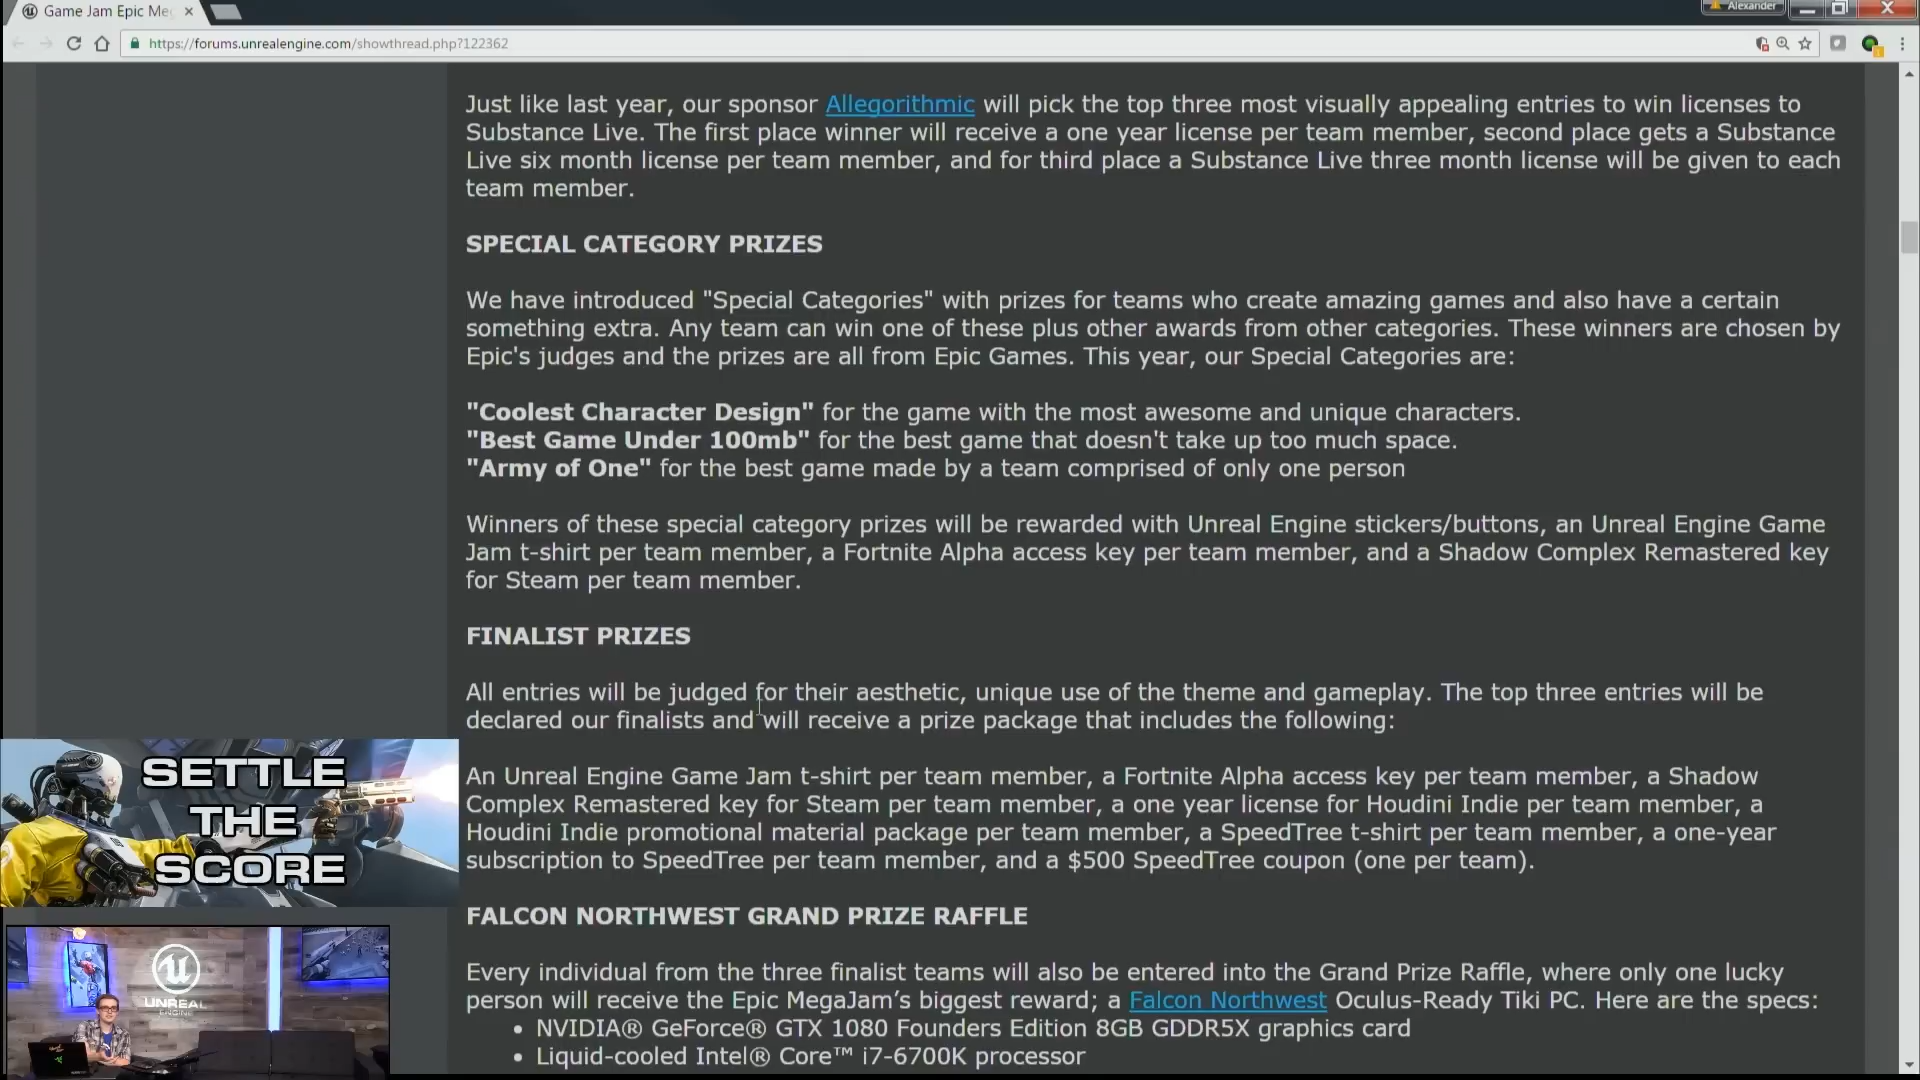 Game Jam Epic Me
Alexander
https://forums.unrealengine.com/showthread.php?122362
Just like last year, our sponsor Allegorithmic will pick the top three most visually appealing entries to win licenses to
Substance Live. The first place winner will receive a one year license per team member, second place gets a Substance
Live six month license per team member, and for third place a Substance Live three month license will be given to each
team member.
SPECIAL CATEGORY PRIZES
We have introduced "Special Categories" with prizes for teams who create amazing games and also have a certain
something extra. Any team can win one of these plus other awards from other categories. These winners are chosen by
Epic's judges and the prizes are all from Epic Games. This year, our Special Categories are:
"Coolest Character Design" for the game with the most awesome and unique characters.
"Best Game Under 100mb" for the best game that doesn't take up too much space.
"Army of One" for the best game made by a team comprised of only one person
Winners of these special category prizes will be rewarded with Unreal Engine stickers/buttons, an Unreal Engine Game
Jam t-shirt per team member, a Fortnite Alpha access key per team member, and a Shadow Complex Remastered key
for Steam per team member.
FINALIST PRIZES
All entries will be judged for their aesthetic, unique use of the theme and gameplay. The top three entries will be
declared our finalists and will receive a prize package that includes the following:
An Unreal Engine Game Jam t-shirt per team member, a Fortnite Alpha access key per team member, a Shadow
Complex Remastered key for Steam per team member, a one year license for Houdini Indie per team member, a
Houdini Indie promotional material package per team member, a SpeedTree t-shirt per team member, a one-year
subscription to SpeedTree per team member, and a $500 SpeedTree coupon (one per team).
FALCON NORTHWEST GRAND PRIZE RAFFLE
Every individual from the three finalist teams will also be entered into the Grand Prize Raffle, where only one lucky
person will receive the Epic MegaJam’s biggest reward; a Falcon Northwest Oculus-Ready Tiki PC. Here are the specs:
• NVIDIA® GeForce® GTX 1080 Founders Edition 8GB GDDR5X graphics card
• Liquid-cooled Intel® Core™ i7-6700K processor
SETTLE
THE
SCORE
UNREAL
ENGINE